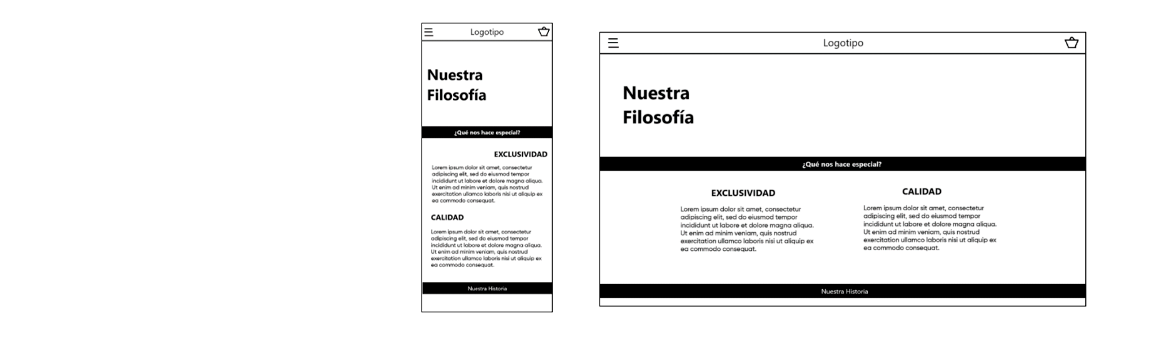 Logotipo
Nuestra
Filosofía
¿Qué nos hace especial?
EXCLUSIVIDAD
Lorem ipsum dolor sit amet, consectetur
adipiscing elit, sed do eiusmod tempor
incididunt ut labore et dolore magna aliqua.
Ut enim ad minim veniam, quis nostrud
exercitation ullamco laboris nisi ut aliquip ex
ea commodo consequat.
CALIDAD
Lorem ipsum dolor sit amet, consectetur
adipiscing elit, sed do eiusmod tempor
incididunt ut labore et dolore magna aliqua.
Ut enim ad minim veniam, quis nostrud
exercitation ullamco laboris nisi ut aliquip ex
ea commodo consequat.
Nuestra Historia
Logotipo
Nuestra
Filosofía
¿Qué nos hace especial?
EXCLUSIVIDAD
Lorem ipsum dolor sit amet, consectetur
adipiscing elit, sed do eiusmod tempor
incididunt ut labore et dolore magna aliqua.
Ut enim ad minim veniam, quis nostrud
exercitation ullamco laboris nisi ut aliquip ex
ea commodo consequat.
CALIDAD
Lorem ipsum dolor sit amet, consectetur
adipiscing elit, sed do eiusmod tempor
incididunt ut labore et dolore magna aliqua.
Ut enim ad minim veniam, quis nostrud
exercitation ullamco laboris nisi ut aliquip ex
ea commodo consequat.
Nuestra Historia